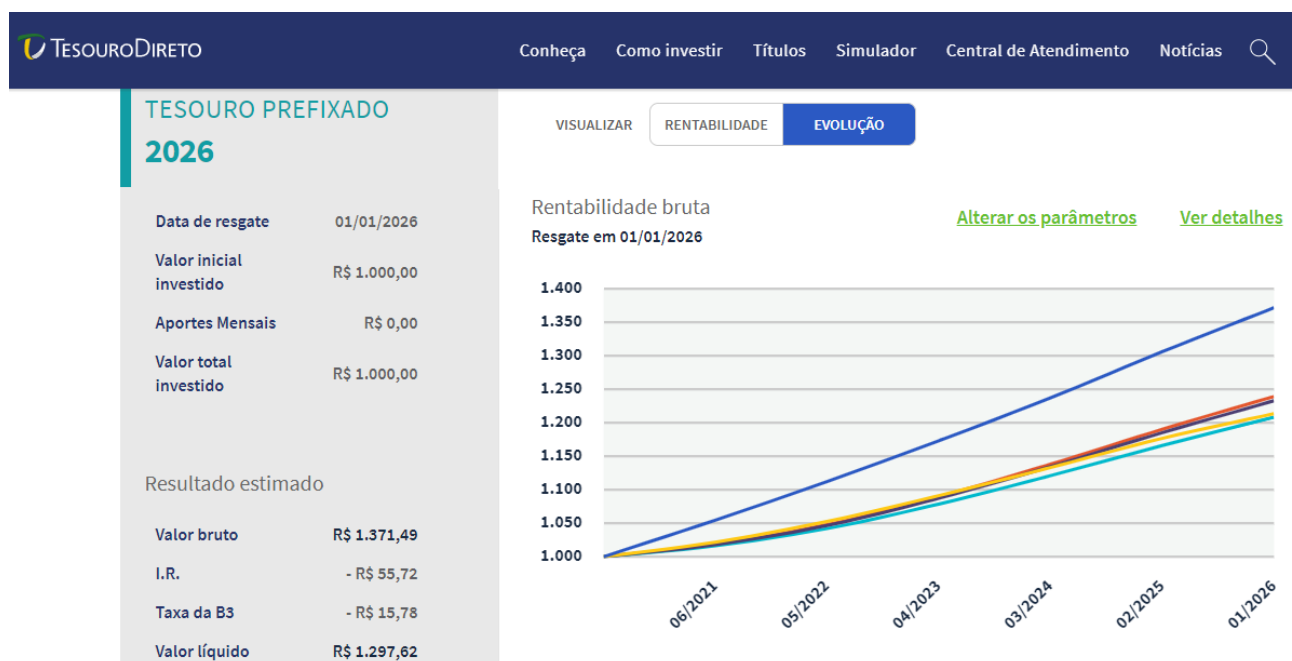 TESOURODIRETO
Conheça Como investir Títulos Simulador Central de Atendimento Notícias
TESOURO PREFIXADO
2026
Data de resgate 01/01/2026
Valor inicial
investido R$ 1.000,00
Aportes Mensais R$ 0,00
Valor total
investido R$ 1.000,00
Resultado estimado
Valor bruto R$ 1.371,49
I.R. - R$ 55,72
Taxa da B3 - R$ 15,78
Valor líquido R$ 1.297,62
VISUALIZAR RENTABILIDADE EVOLUÇÃO
Rentabilidade bruta
Resgate em 01/01/2026
Alterar os parâmetros Ver detalhes
1.400
1.350
1.300
1.250
1.200
1.150
1.100
1.050
1.000
06/2021 05/2022 04/2023 03/2024 02/2025 01/2026